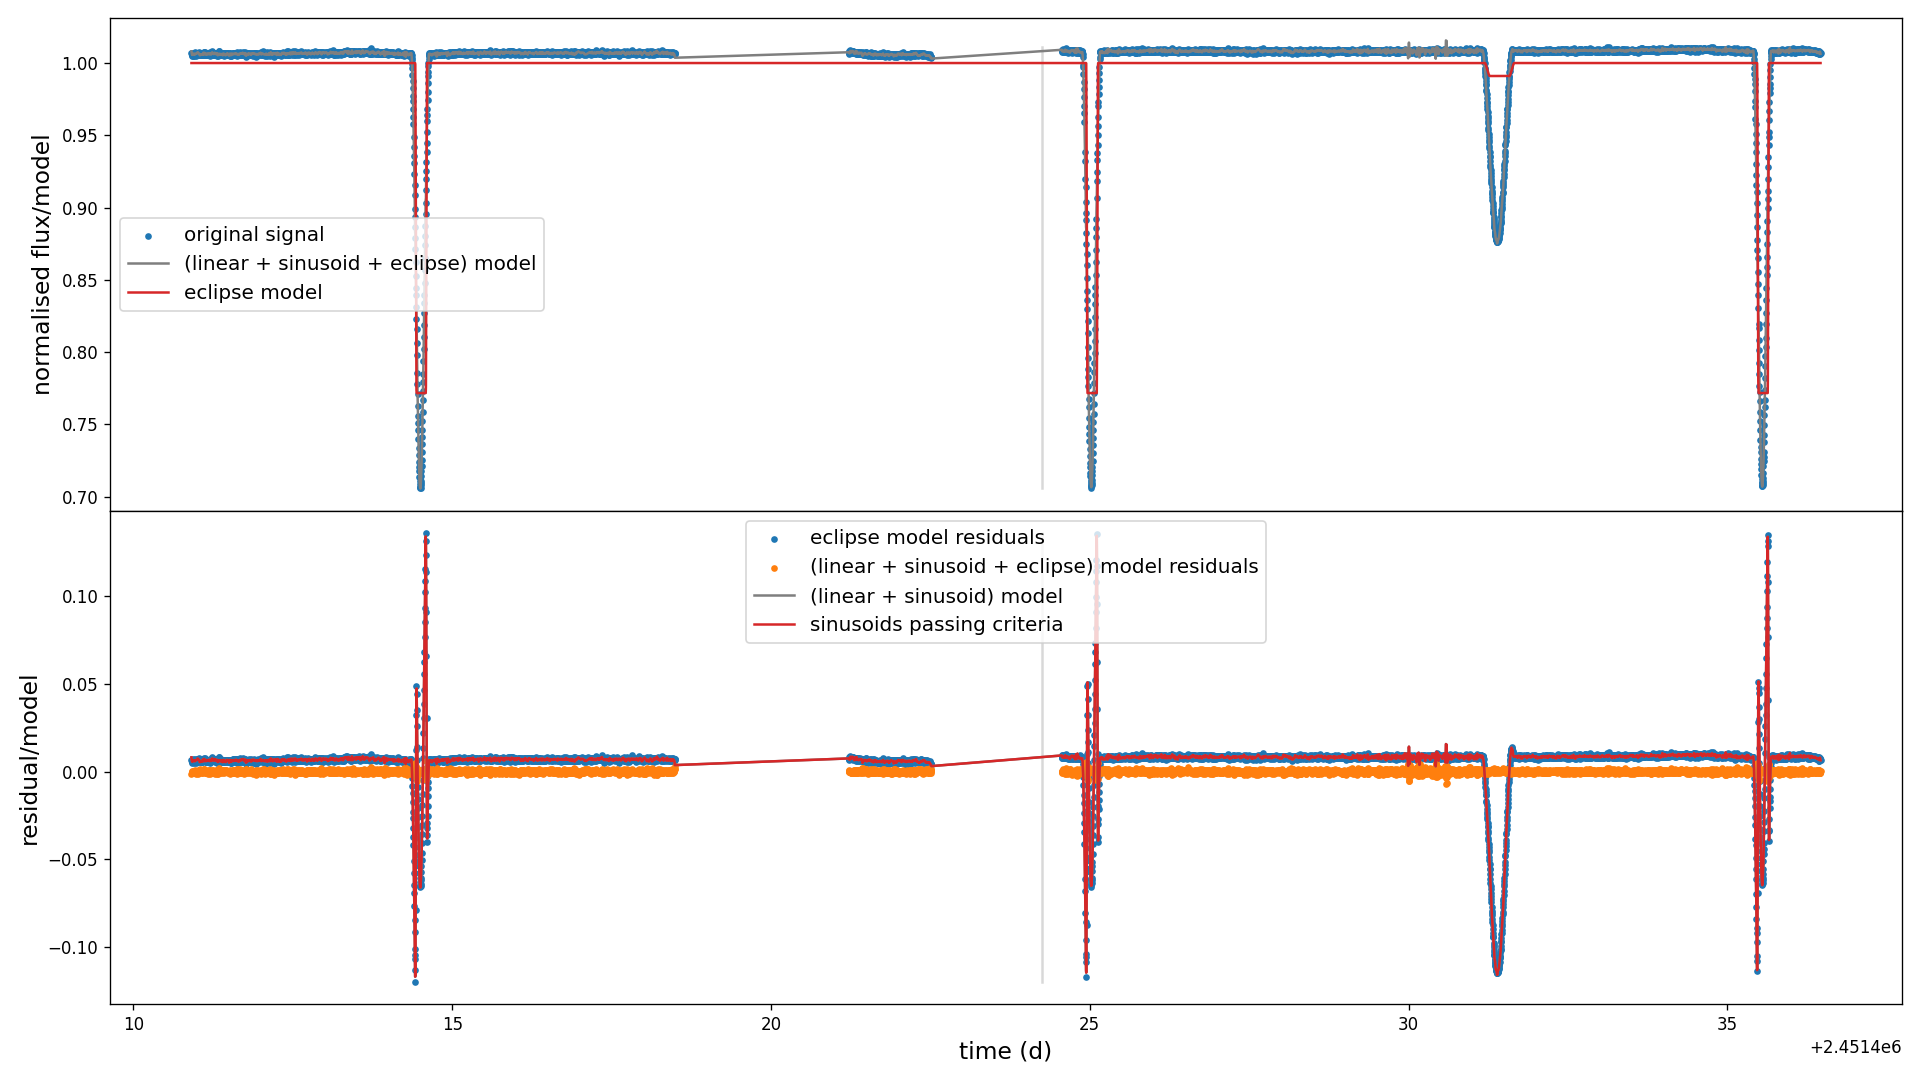 normalised flux/model
1.00
0.95
0.90
0.85
0.80
0.75
0.70
original signal
(linear + sinusoid + eclipse) model
eclipse model
residual/model
0.10
0.05
0.00
−0.05
−0.10
eclipse model residuals
(linear + sinusoid + eclipse) model residuals
(linear + sinusoid) model
sinusoids passing criteria
10 15 20 25 30 35
time (d)
+2.4514e6